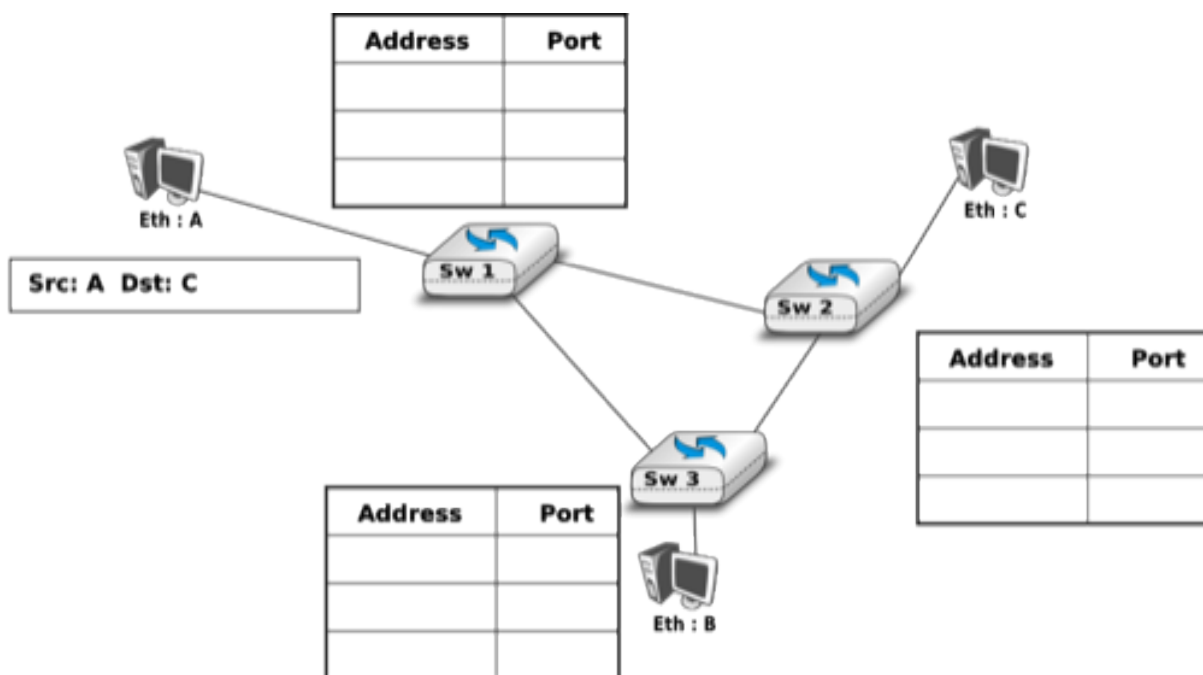 Address Port
Eth : A
Eth : C
Sw 1
Src: A Dst: C
Sw 2
Address Port
Sw 3
Address Port
Eth : B